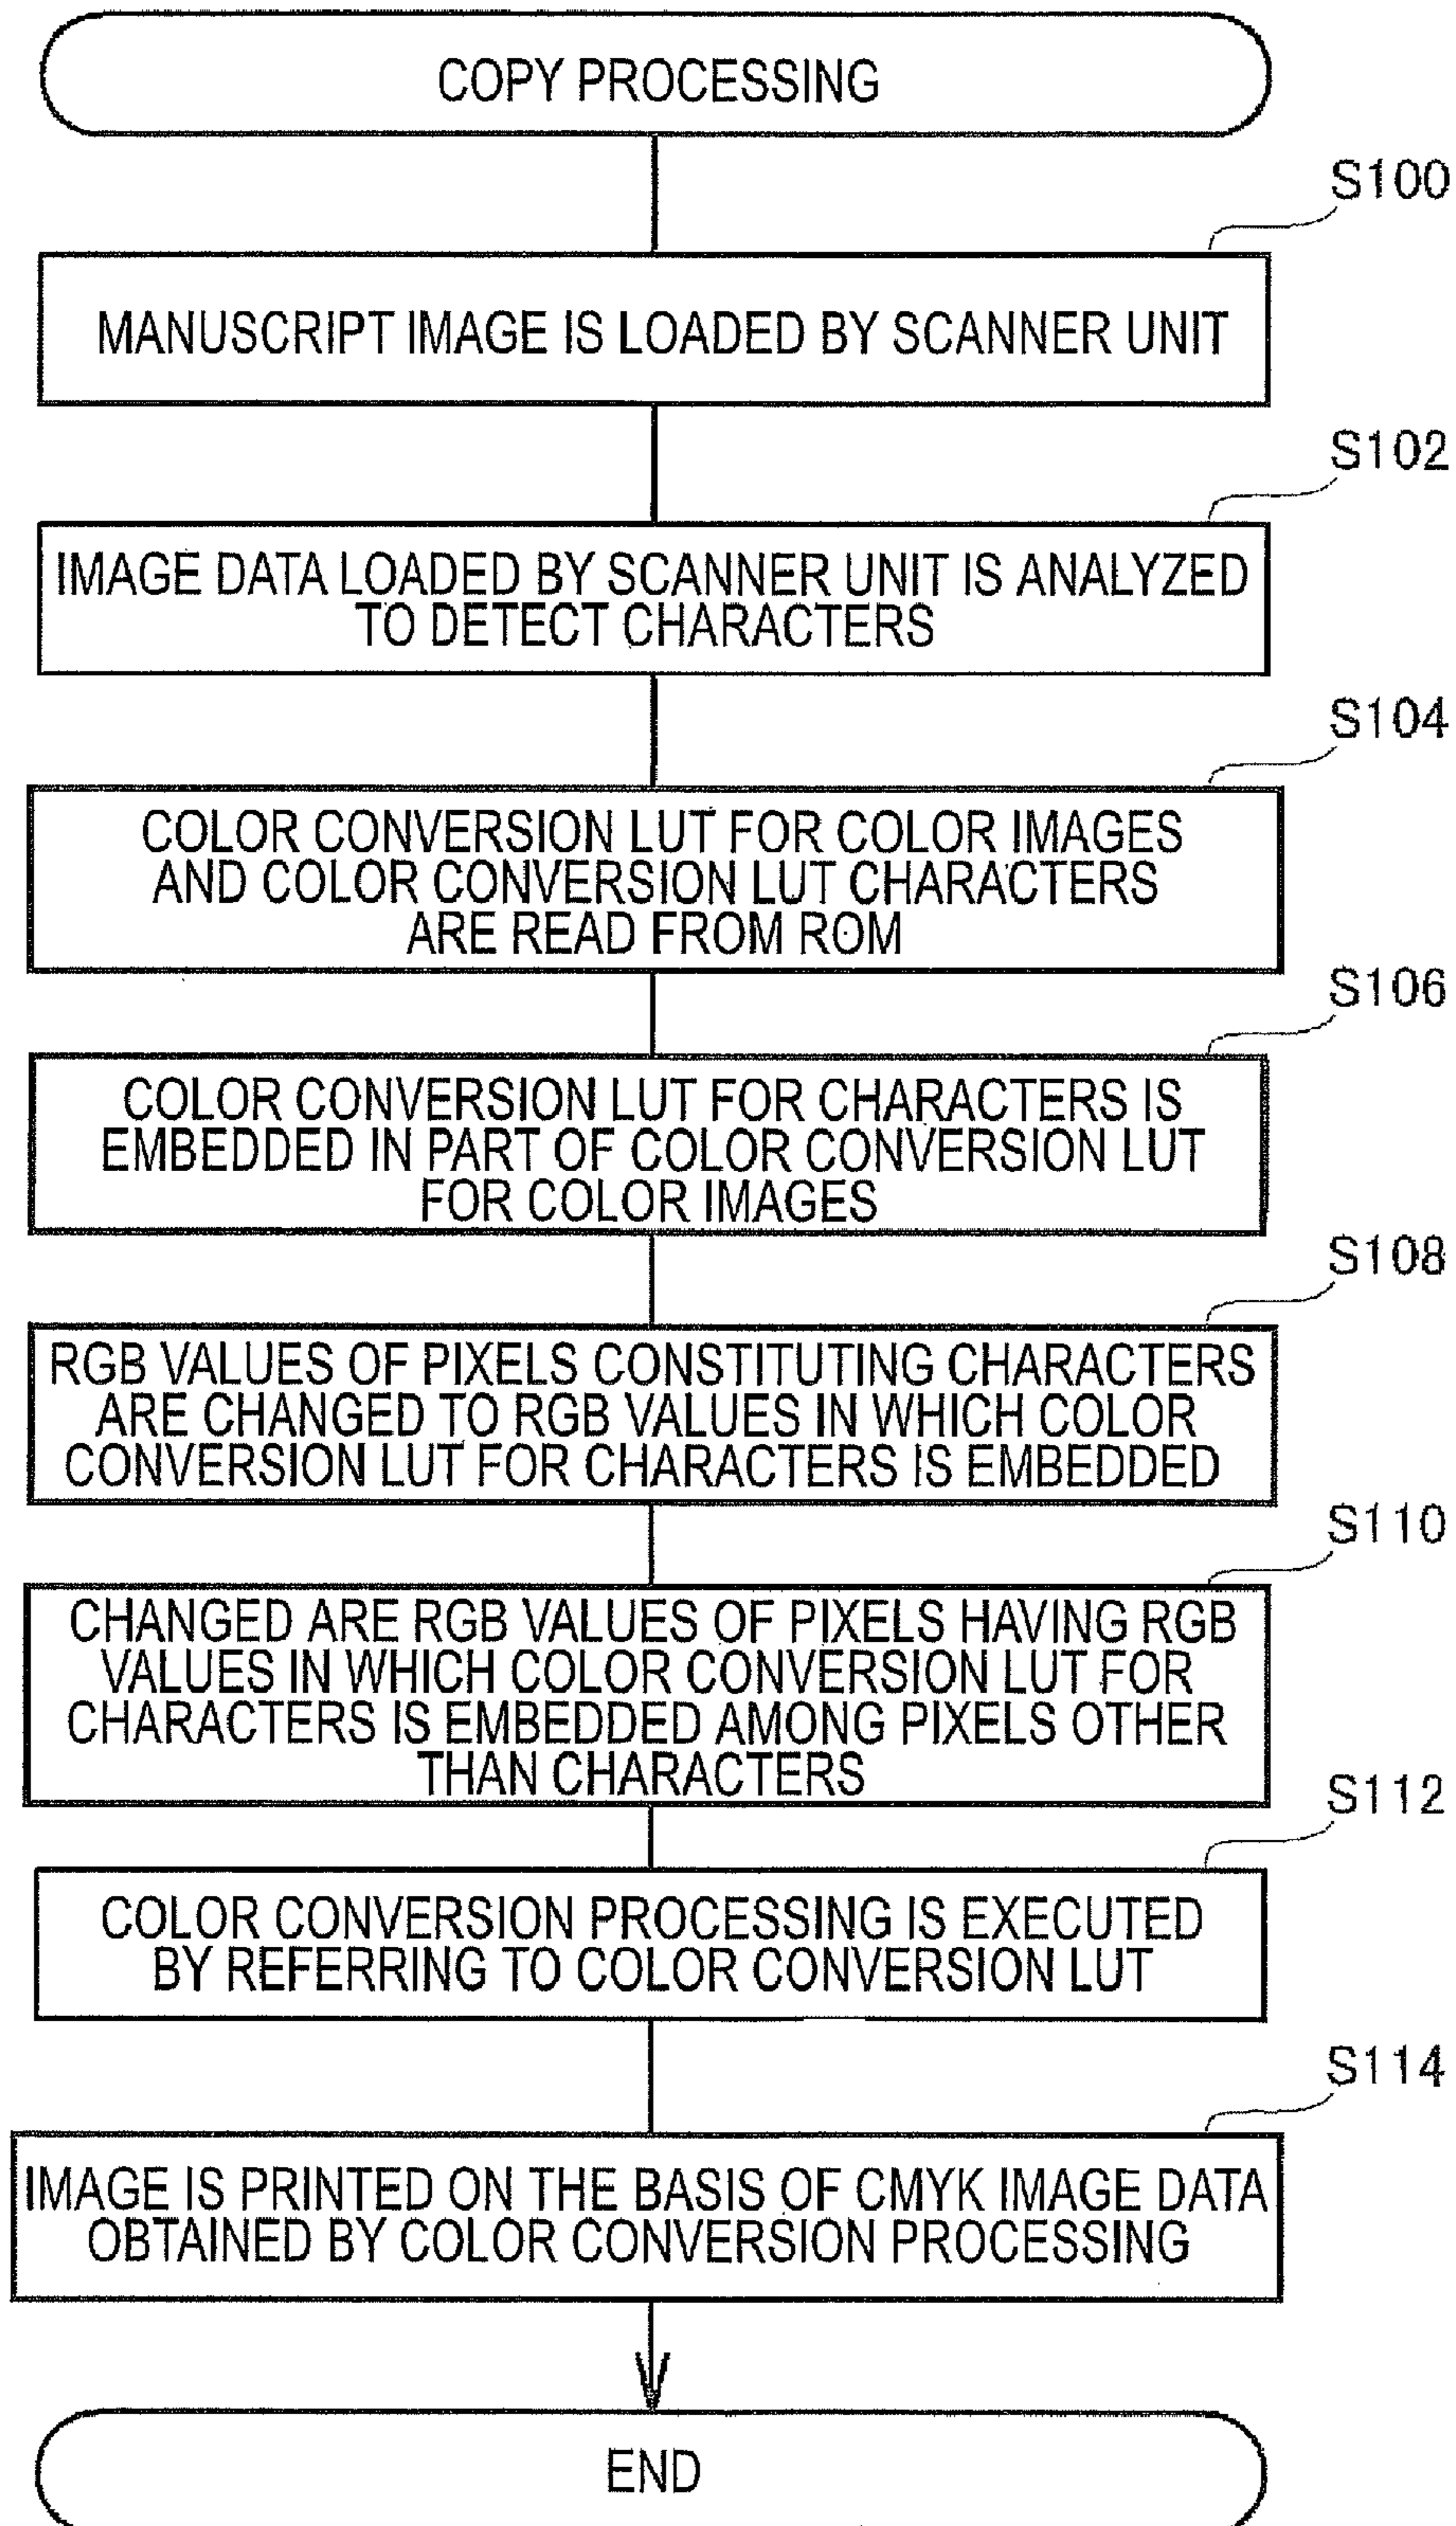 COPY PROCESSING
S100
MANUSCRIPT IMAGE IS LOADED BY SCANNER UNIT
S102
IMAGE DATA LOADED BY SCANNER UNIT IS ANALYZED
TO DETECT CHARACTERS
S104
COLOR CONVERSION LUT FOR COLOR IMAGES
AND COLOR CONVERSION LUT CHARACTERS
ARE READ FROM ROM
S106
COLOR CONVERSION LUT FOR CHARACTERS IS
EMBEDDED IN PART OF COLOR CONVERSION LUT
FOR COLOR IMAGES
S108
RGB VALUES OF PIXELS CONSTITUTING CHARACTERS
ARE CHANGED TO RGB VALUES IN WHICH COLOR
CONVERSION LUT FOR CHARACTERS IS EMBEDDED
S110
CHANGED ARE RGB VALUES OF PIXELS HAVING RGB
VALUES IN WHICH COLOR CONVERSION LUT FOR
CHARACTERS IS EMBEDDED AMONG PIXELS OTHER
THAN CHARACTERS
S112
COLOR CONVERSION PROCESSING IS EXECUTED
BY REFERRING TO COLOR CONVERSION LUT
S114
IMAGE IS PRINTED ON THE BASIS OF CMYK IMAGE DATA
OBTAINED BY COLOR CONVERSION PROCESSING
END